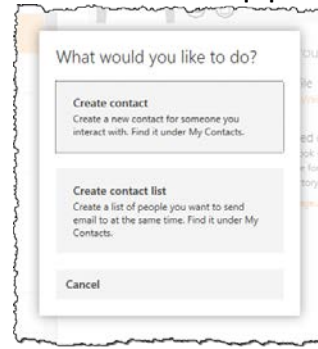 What would you like to do?
Create contact
Create a new contact for someone you
interact with. Find it under My Contacts.
Create contact list
Create a list of people you want to send
email to at the same time. Find it under My
Contacts.
Cancel